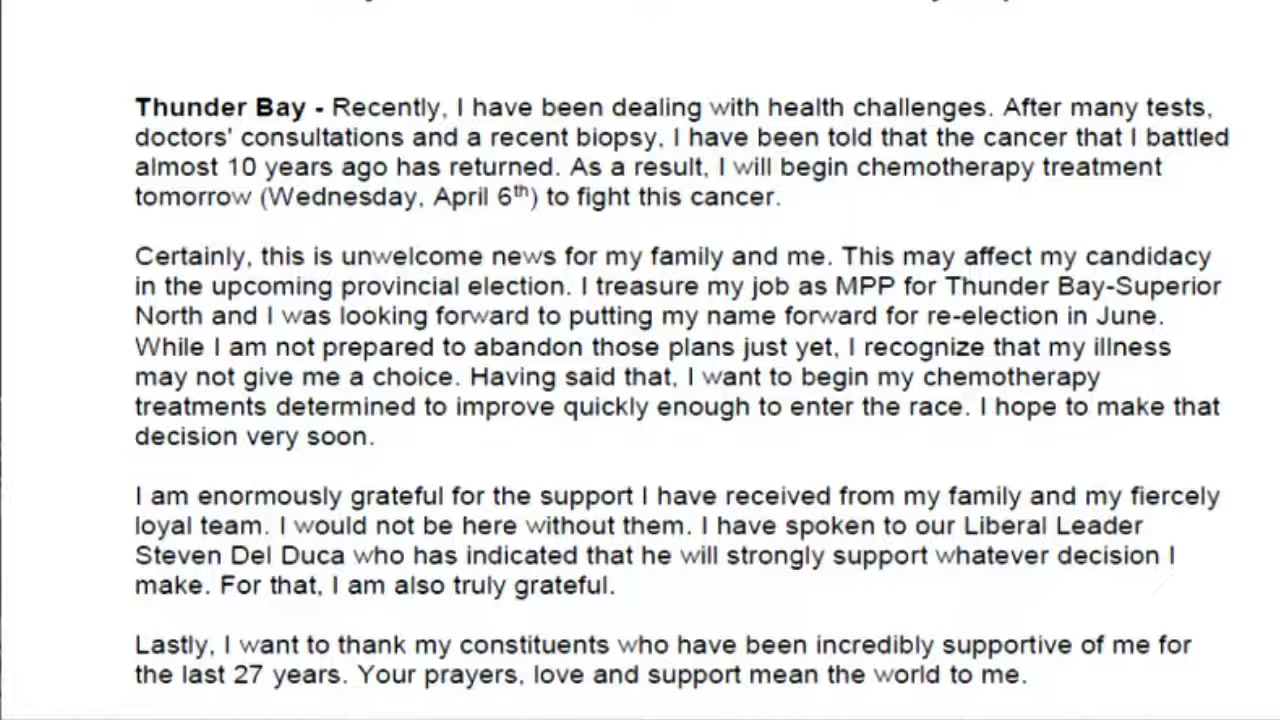 Thunder Bay - Recently, I have been dealing with health challenges. After many tests,
doctors' consultations and a recent biopsy, I have been told that the cancer that I battled
almost 10 years ago has returned. As a result, I will begin chemotherapy treatment
tomorrow (Wednesday, April 6th) to fight this cancer.
Certainly, this is unwelcome news for my family and me. This may affect my candidacy
in the upcoming provincial election. I treasure my job as MPP for Thunder Bay-Superior
North and I was looking forward to putting my name forward for re-election in June.
While I am not prepared to abandon those plans just yet, I recognize that my illness
may not give me a choice. Having said that, I want to begin my chemotherapy
treatments determined to improve quickly enough to enter the race. I hope to make that
decision very soon.
I am enormously grateful for the support I have received from my family and my fiercely
loyal team. I would not be here without them. I have spoken to our Liberal Leader
Steven Del Duca who has indicated that he will strongly support whatever decision I
make. For that, I am also truly grateful.
Lastly, I want to thank my constituents who have been incredibly supportive of me for
the last 27 years. Your prayers, love and support mean the world to me.